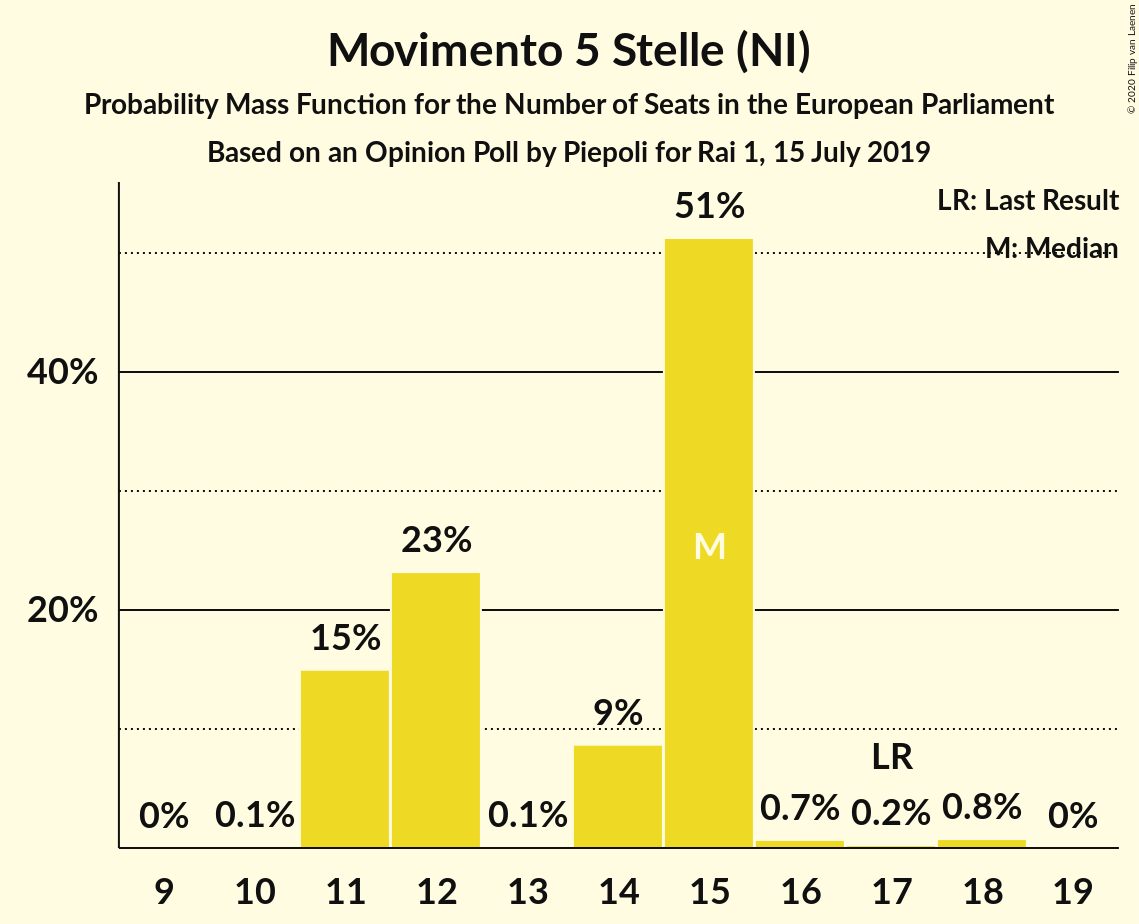 Movimento 5 Stelle (NI)
Probability Mass Function for the Number of Seats in the European Parliament
Based on an Opinion Poll by Piepoli for Rai 1, 15 July 2019
© 2020 Filip van Laenen
LR: Last Result
M: Median
51%
40%
23%
M
20%
15%
9%
LR
0%
0.1%
0.1%
0.7%
0.2%
0.8%
0%
9 10 11 12 13 14 15 16 17 18 19